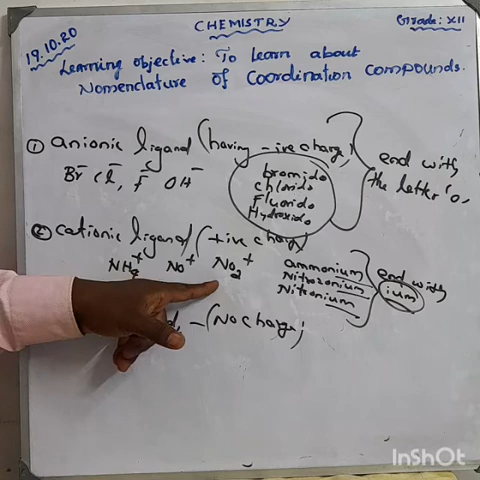 19.10.20
CHEMISTRY
Grade: XII
Learning objective: To learn about
Nomenclature of Coordination Compounds.
① Anionic ligand (having -ive charge)
Br⁻ Cl⁻, F⁻ OH⁻
bromido
chlorido
Fluorido
Hydroxido
end with
the letter 'o,
② Cationic ligand (+ive charge)
NH₄⁺ NO⁺ NO₂⁺
ammonium
Nitrosonium
Nitronium
end with
ium
- (No charge)
InShOt